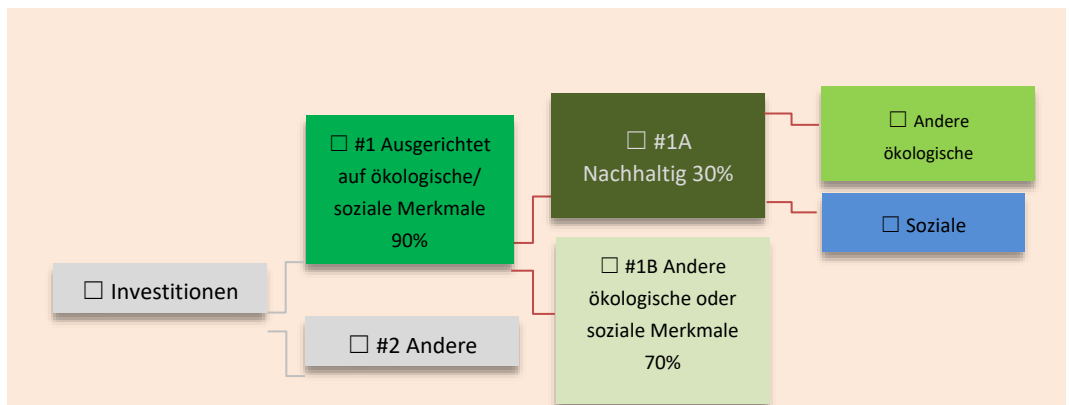 ☐ Investitionen
☐ #1 Ausgerichtet
auf ökologische/
soziale Merkmale
90%
☐ #2 Andere
☐ #1A
Nachhaltig 30%
☐ #1B Andere
ökologische oder
soziale Merkmale
70%
☐ Andere
ökologische
☐ Soziale